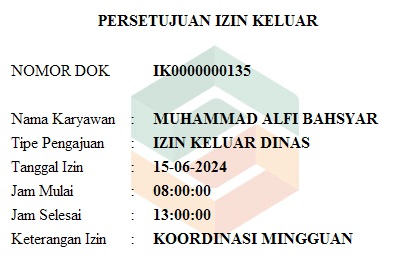 PERSETUJUAN IZIN KELUAR
NOMOR DOK IK0000000135
Nama Karyawan : MUHAMMAD ALFI BAHSYAR
Tipe Pengajuan : IZIN KELUAR DINAS
Tanggal Izin : 15-06-2024
Jam Mulai : 08:00:00
Jam Selesai : 13:00:00
Keterangan Izin : KOORDINASI MINGGUAN